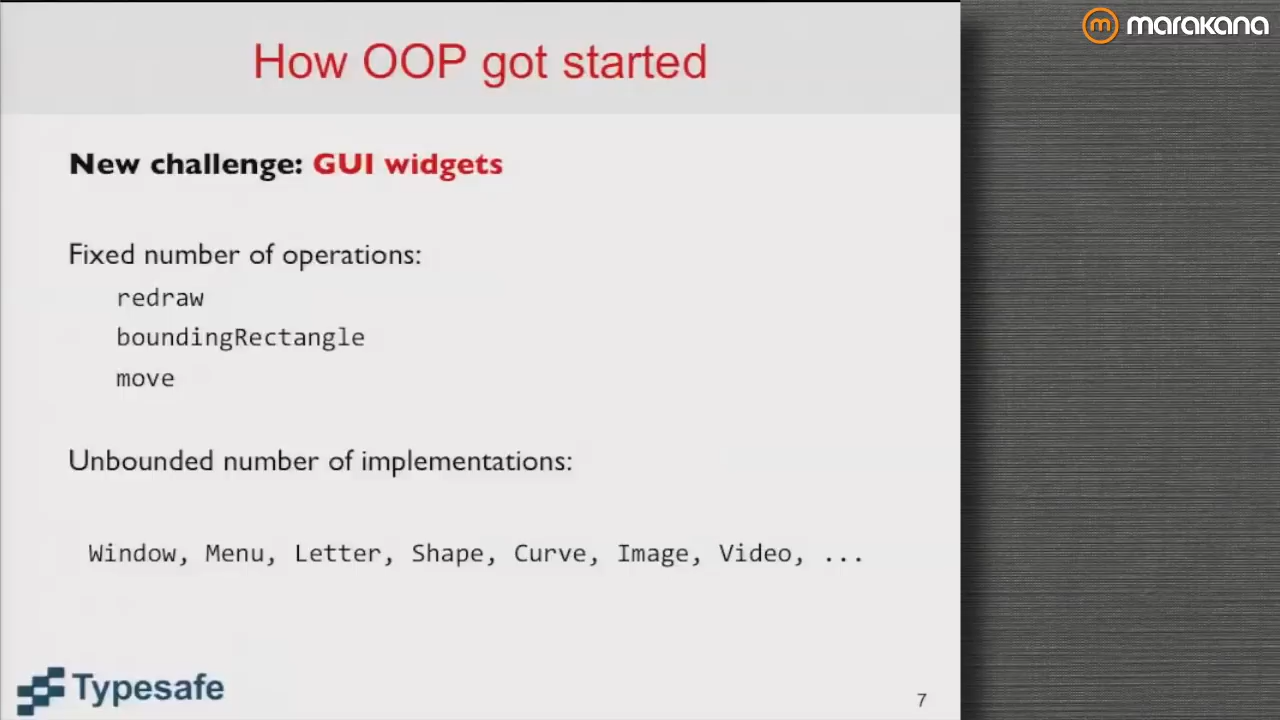 marakana
How OOP got started
New challenge: GUI widgets
Fixed number of operations:
redraw
boundingRectangle
move
Unbounded number of implementations:
Window, Menu, Letter, Shape, Curve, Image, Video, ...
Typesafe
7